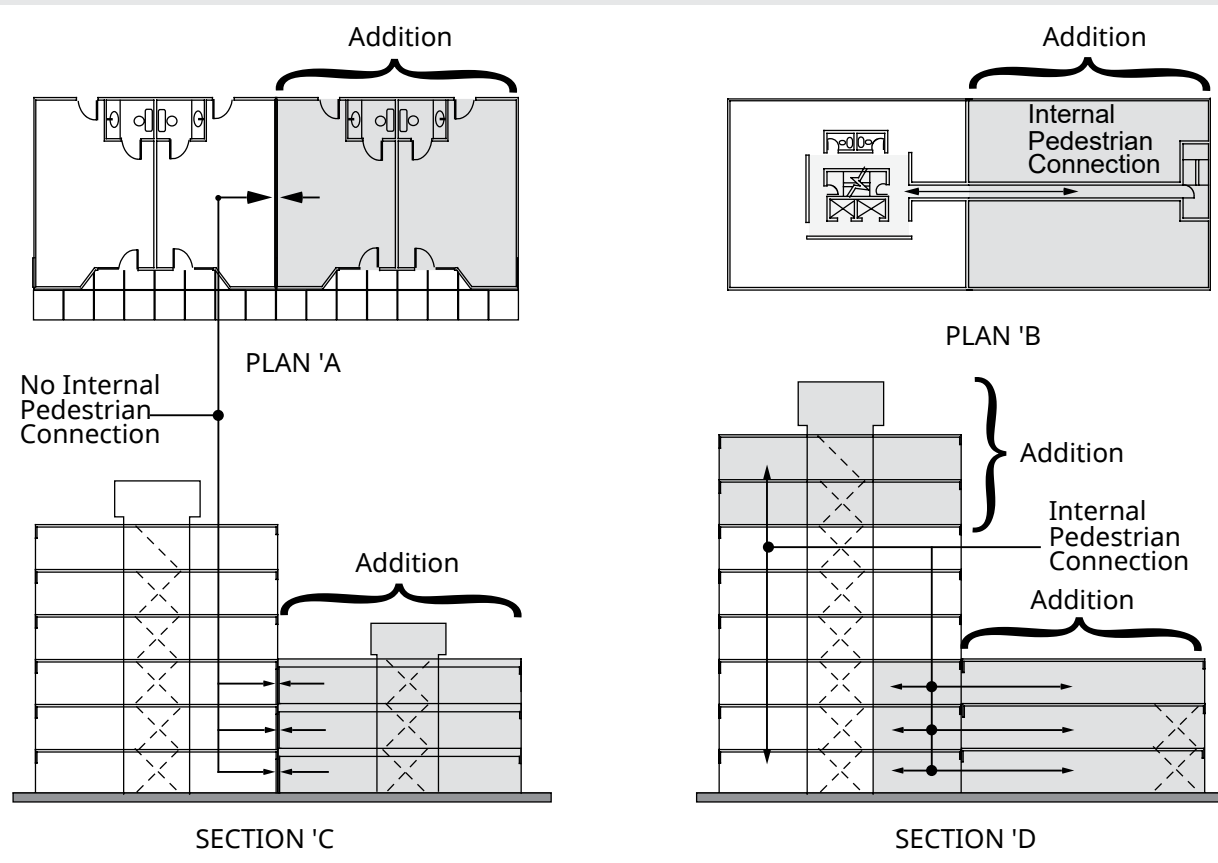 Addition
Addition
Internal
Pedestrian
Connection
PLAN 'A
PLAN 'B
No Internal
Pedestrian
Connection
Addition
Internal
Pedestrian
Connection
Addition
Addition
SECTION 'C
SECTION 'D